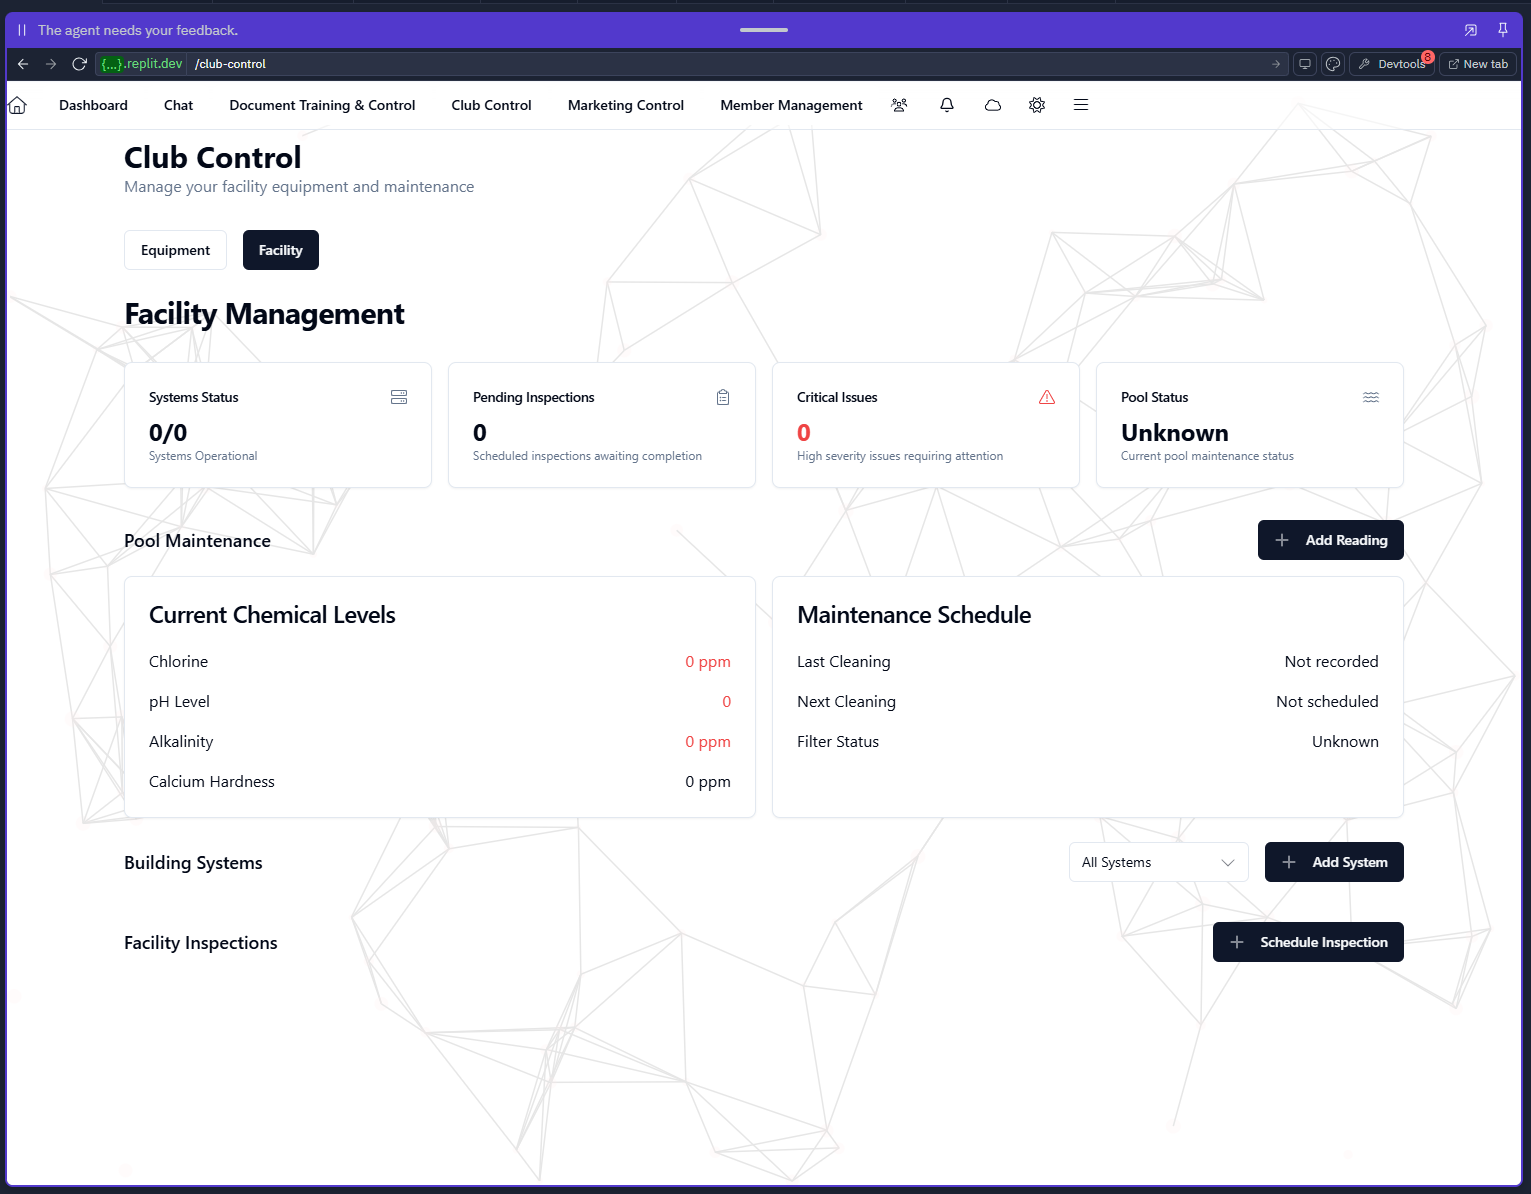 The agent needs your feedback.
{...}.replit.dev /club-control
Devtools 8
New tab
Dashboard Chat Document Training & Control Club Control Marketing Control Member Management
Club Control
Manage your facility equipment and maintenance
Equipment Facility
Facility Management
Systems Status
0/0
Systems Operational
Pending Inspections
0
Scheduled inspections awaiting completion
Critical Issues
0
High severity issues requiring attention
Pool Status
Unknown
Current pool maintenance status
Pool Maintenance
Add Reading
Current Chemical Levels
Chlorine 0 ppm
pH Level 0
Alkalinity 0 ppm
Calcium Hardness 0 ppm
Maintenance Schedule
Last Cleaning Not recorded
Next Cleaning Not scheduled
Filter Status Unknown
Building Systems
All Systems
Add System
Facility Inspections
Schedule Inspection